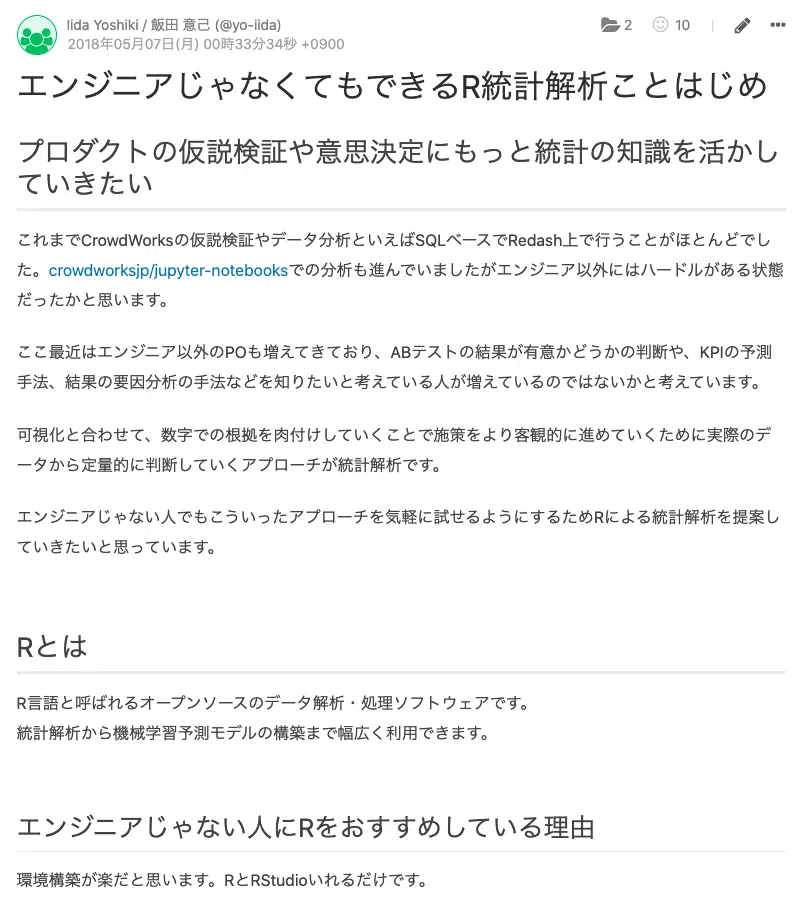 Iida Yoshiki / 飯田 意己 (@yo-iida)
2018年05月07日(月) 00時33分34秒 +0900
2
10
エンジニアじゃなくてもできるR統計解析ことはじめ
プロダクトの仮説検証や意思決定にもっと統計の知識を活かし
ていきたい
これまでCrowdWorksの仮説検証やデータ分析といえばSQLベースでRedash上で行うことがほとんどでし
た。crowdworksjp/jupyter-notebooksでの分析も進んでいましたがエンジニア以外にはハードルがある状態
だったかと思います。
ここ最近はエンジニア以外のPOも増えてきており、ABテストの結果が有意かどうかの判断や、KPIの予測
手法、結果の要因分析の手法などを知りたいと考えている人が増えているのではないかと考えています。
可視化と合わせて、数字での根拠を肉付けしていくことで施策をより客観的に進めていくために実際のデ
ータから定量的に判断していくアプローチが統計解析です。
エンジニアじゃない人でもこういったアプローチを気軽に試せるようにするためRによる統計解析を提案し
ていきたいと思っています。
Rとは
R言語と呼ばれるオープンソースのデータ解析・処理ソフトウェアです。
統計解析から機械学習予測モデルの構築まで幅広く利用できます。
エンジニアじゃない人にRをおすすめしている理由
環境構築が楽だと思います。RとRStudioいれるだけです。